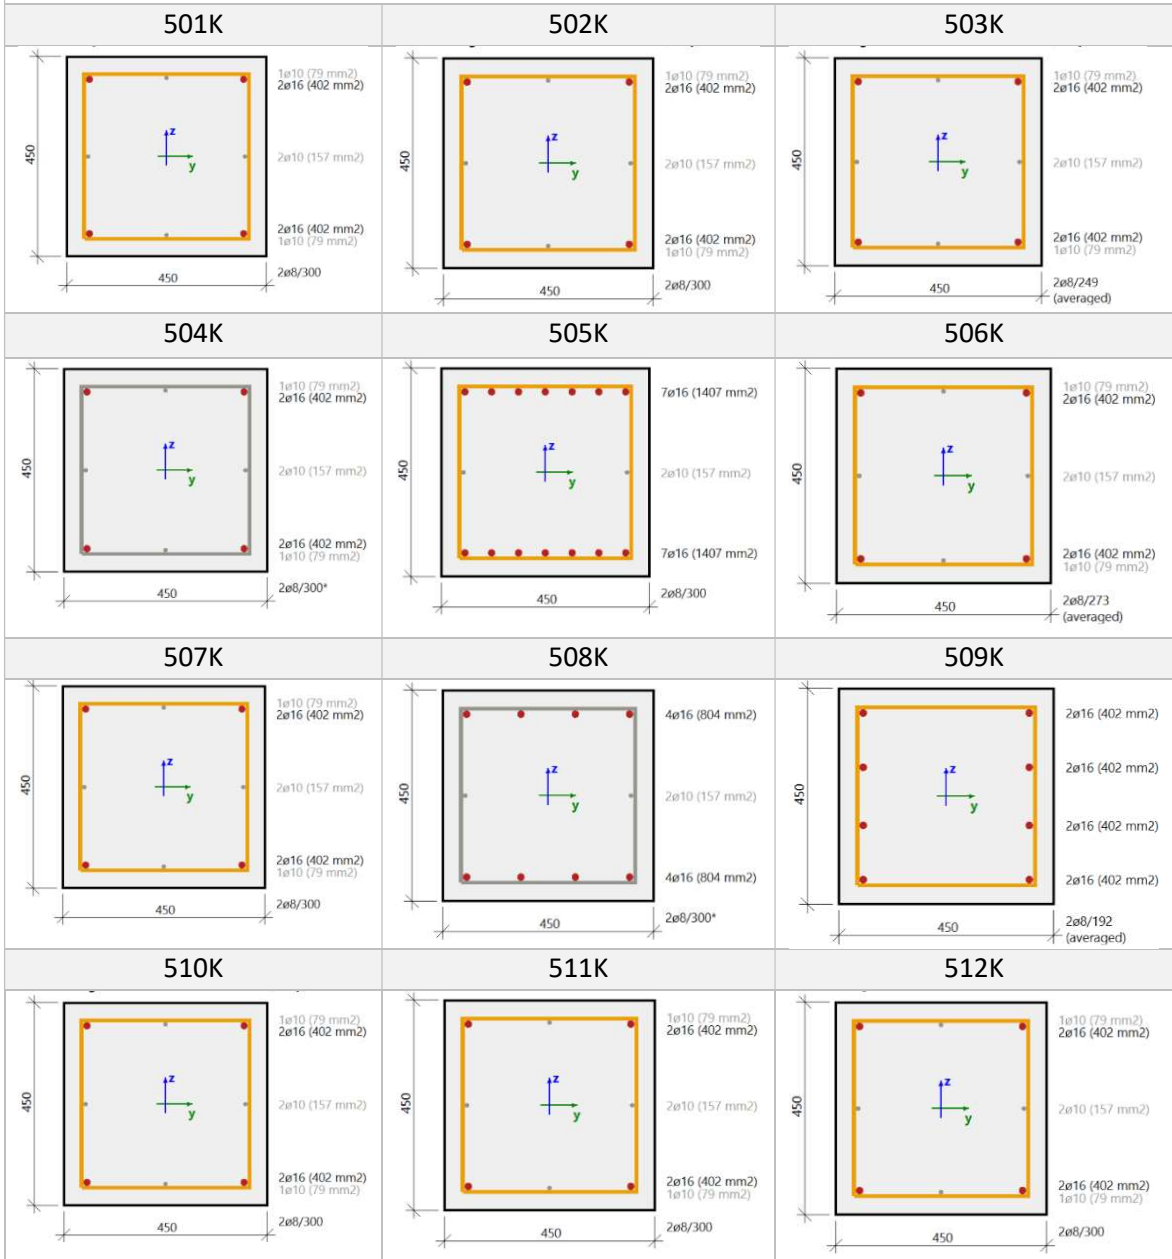 501K 502K 503K
1ø10 (79 mm2)
2ø16 (402 mm2)
450
z
2ø10 (157 mm2)
y
2ø16 (402 mm2)
1ø10 (79 mm2)
450
2ø8/300
1ø10 (79 mm2)
2ø16 (402 mm2)
450
z
2ø10 (157 mm2)
y
2ø16 (402 mm2)
1ø10 (79 mm2)
450
2ø8/300
1ø10 (79 mm2)
2ø16 (402 mm2)
450
z
2ø10 (157 mm2)
y
2ø16 (402 mm2)
1ø10 (79 mm2)
450
2ø8/249
(averaged)
504K 505K 506K
1ø10 (79 mm2)
2ø16 (402 mm2)
450
z
2ø10 (157 mm2)
y
2ø16 (402 mm2)
1ø10 (79 mm2)
450
2ø8/300*
7ø16 (1407 mm2)
450
z
2ø10 (157 mm2)
y
7ø16 (1407 mm2)
450
2ø8/300
1ø10 (79 mm2)
2ø16 (402 mm2)
450
z
2ø10 (157 mm2)
y
2ø16 (402 mm2)
1ø10 (79 mm2)
450
2ø8/273
(averaged)
507K 508K 509K
1ø10 (79 mm2)
2ø16 (402 mm2)
450
z
2ø10 (157 mm2)
y
2ø16 (402 mm2)
1ø10 (79 mm2)
450
2ø8/300
4ø16 (804 mm2)
450
z
2ø10 (157 mm2)
y
4ø16 (804 mm2)
450
2ø8/300*
2ø16 (402 mm2)
2ø16 (402 mm2)
450
z
y
2ø16 (402 mm2)
2ø16 (402 mm2)
450
2ø8/192
(averaged)
510K 511K 512K
1ø10 (79 mm2)
2ø16 (402 mm2)
450
z
2ø10 (157 mm2)
y
2ø16 (402 mm2)
1ø10 (79 mm2)
450
2ø8/300
1ø10 (79 mm2)
2ø16 (402 mm2)
450
z
2ø10 (157 mm2)
y
2ø16 (402 mm2)
1ø10 (79 mm2)
450
2ø8/300
1ø10 (79 mm2)
2ø16 (402 mm2)
450
z
2ø10 (157 mm2)
y
2ø16 (402 mm2)
1ø10 (79 mm2)
450
2ø8/300